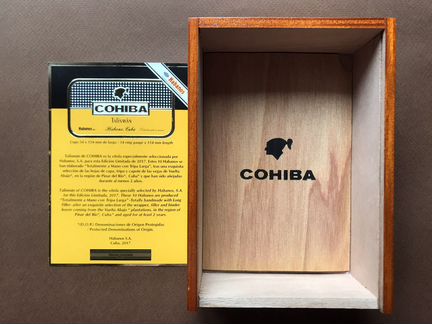 Habanos
COHIBA
TALISMÁN
Habanos
Habana, Cuba
Cepo 54 x 154 mm de largo - 54 ring gauge x 154 mm length
Talismán de COHIBA es la vitola especialmente seleccionada por
Habanos, S.A. para esta Edición Limitada de 2017. Estos 10 Habanos se
han elaborado "Totalmente a Mano con Tripa Larga", tras una exquisita
selección de las hojas de capa, tripa y capote de las vegas de Vuelta
Abajo*, en la región de Pinar del Río*, Cuba* y que han sido añejadas
durante al menos 2 años.
Talismán of COHIBA is the vitola specially selected by Habanos, S.A.
for this Edición Limitada, 2017. These 10 Habanos are produced
"Totalmente a Mano con Tripa Larga"-Totally handmade with Long
Filler- after an exquisite selection of the wrapper, filler and binder
leaves coming from the Vuelta Abajo* plantations, in the region of
Pinar del Río*, Cuba* and aged for at least 2 years.
*(D.O.P.) Denominaciones de Origen Protegidas
Protected Denominations of Origin.
Habanos S.A.
Cuba, 2017
COHIBA